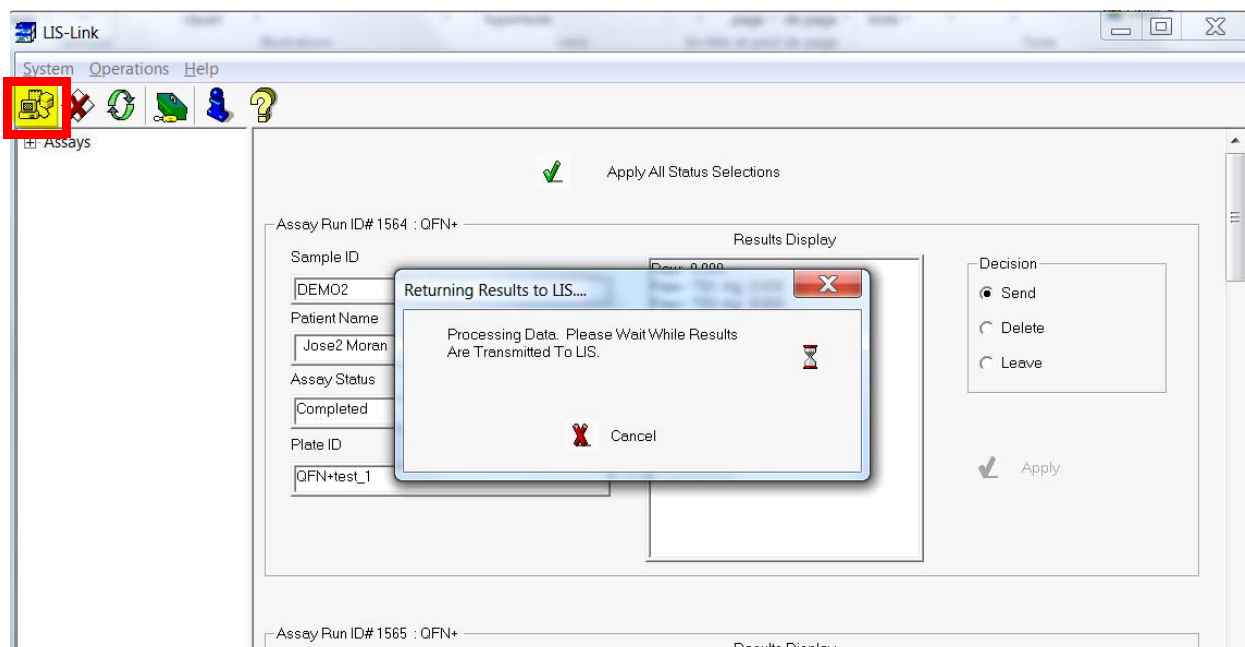 LIS-Link
System Operations Help
Assays
Apply All Status Selections
Assay Run ID# 1564 : QFN+
Results Display
Sample ID
DEMO2
Patient Name
Jose2 Moran
Assay Status
Completed
Plate ID
QFN+test_1
Returning Results to LIS....
Processing Data. Please Wait While Results
Are Transmitted To LIS.
Cancel
Decision
Send
Delete
Leave
Apply
Assay Run ID# 1565 : QFN+
Results Display